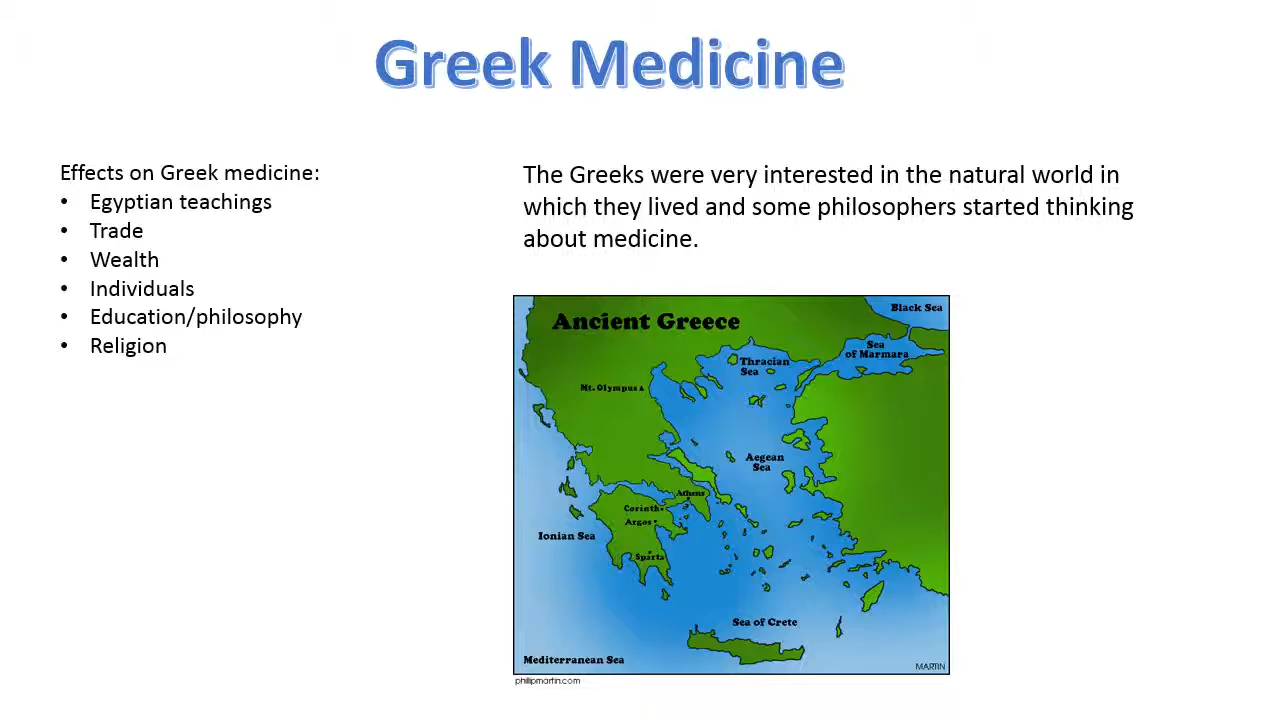 Greek Medicine
Effects on Greek medicine:
• Egyptian teachings
• Trade
• Wealth
• Individuals
• Education/philosophy
• Religion
The Greeks were very interested in the natural world in
which they lived and some philosophers started thinking
about medicine.
Ancient Greece
Black Sea
Sea
of Marmara
Thracian
Sea
Mt. Olympus
Aegean
Sea
Athens
Corinth
Argos
Ionian Sea
Sparta
Sea of Crete
Mediterranean Sea
MARTIN
phillipmartin.com